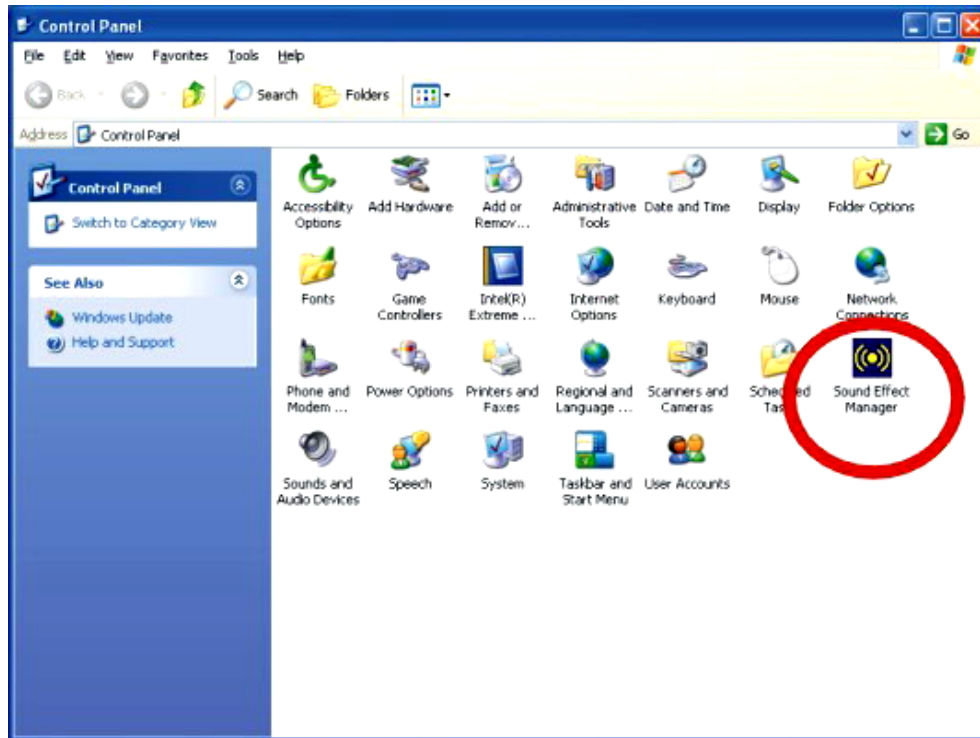 Control Panel
File Edit View Favorites Tools Help
Back Search Folders
Address Control Panel Go
Control Panel
Switch to Category View
See Also
Windows Update
Help and Support
Accessibility Options
Add Hardware
Add or Remov...
Administrative Tools
Date and Time
Display
Folder Options
Fonts
Game Controllers
Intel(R) Extreme ...
Internet Options
Keyboard
Mouse
Network Connections
Phone and Modem ...
Power Options
Printers and Faxes
Regional and Language ...
Scanners and Cameras
Sound Effect Manager
Sounds and Audio Devices
Speech
System
Taskbar and Start Menu
User Accounts